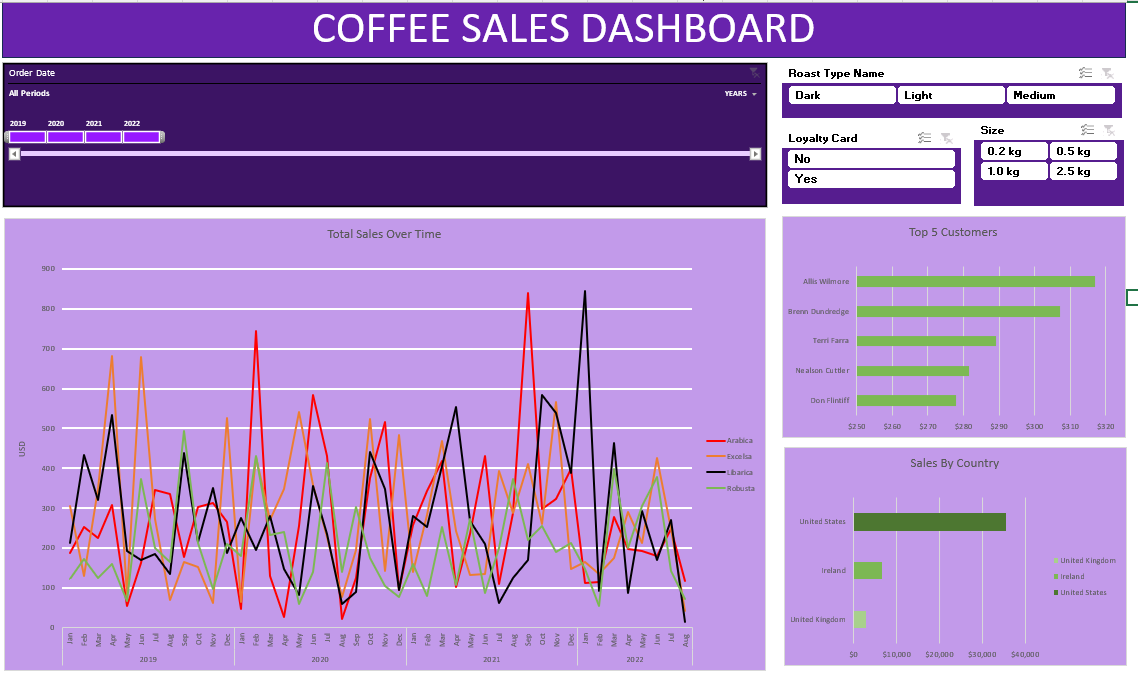 COFFEE SALES DASHBOARD
Order Date
All Periods
YEARS
2019 2020 2021 2022
Roast Type Name
Dark Light Medium
Loyalty Card
No
Yes
Size
0.2 kg 0.5 kg
1.0 kg 2.5 kg
Total Sales Over Time
900
800
700
600
500
400
300
200
100
0
USD
Jan Feb Mar Apr May Jun Jul Aug Sep Oct Nov Dec Jan Feb Mar Apr May Jun Jul Aug Sep Oct Nov Dec Jan Feb Mar Apr May Jun Jul Aug Sep Oct Nov Dec Jan Feb Mar Apr May Jun Jul Aug
2019 2020 2021 2022
Arabica
Excelsa
Libarica
Robusta
Top 5 Customers
Allis Wilmore
Brenn Dundredge
Terri Farra
Nealson Cuttler
Don Flintiff
$250 $260 $270 $280 $290 $300 $310 $320
Sales By Country
United States
Ireland
United Kingdom
$0 $10,000 $20,000 $30,000 $40,000
United Kingdom
Ireland
United States